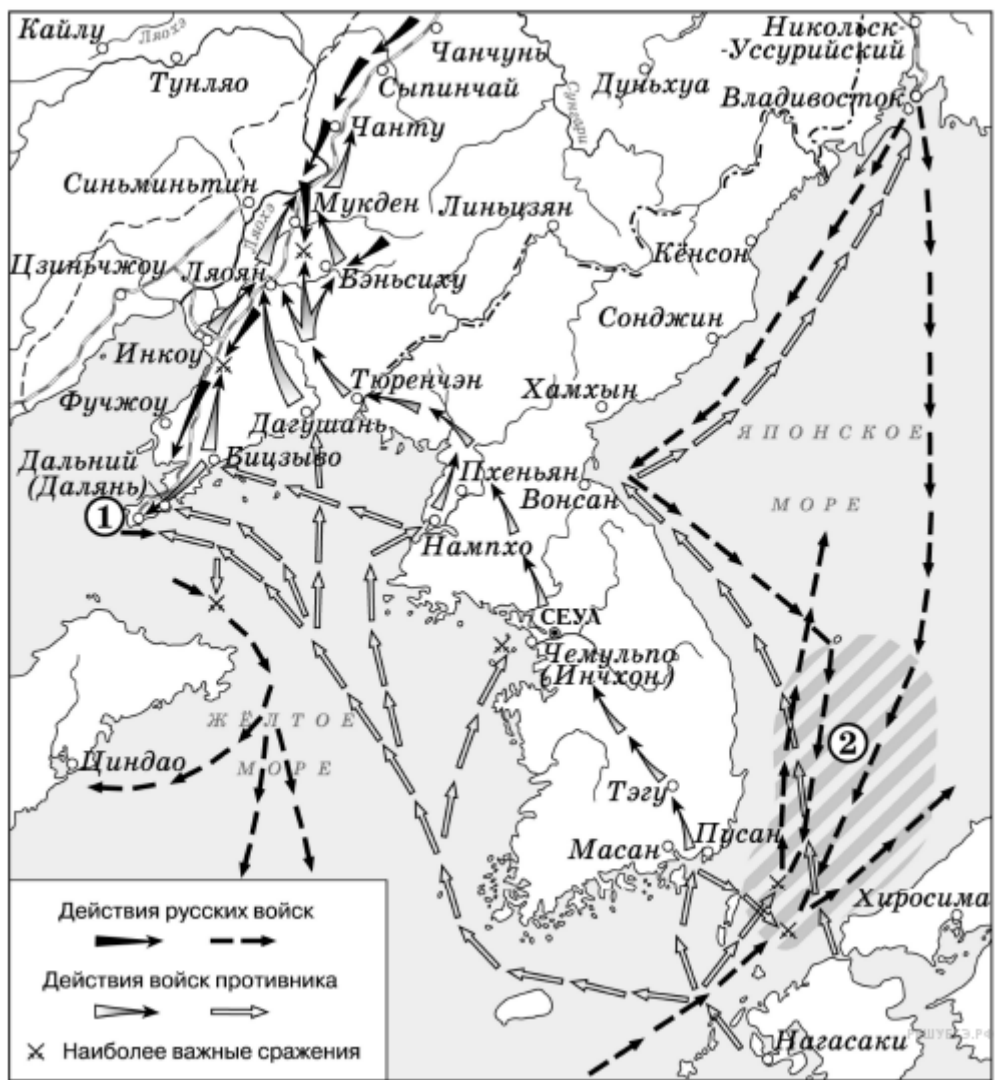 Кайлу
Ляохэ
Тунляо
Чанчунь
Сыпинчай
Сунгари
Дуньхуа
Никольск-
-Уссурийский
Владивосток
Чанту
Синьминьтин
Ляохэ
Мукден
Линьцзян
Кёнсон
Цзиньчжоу
Ляоян
Бэньсиху
Сонджин
Инкоу
Тюренчэн
Хамхын
Фучжоу
Дагушань
ЯПОНСКОЕ
МОРЕ
Дальний
(Далянь)
Бицзыво
Пхеньян
Вонсан
1
Нампхо
СЕУЛ
Чемульпо
(Инчхон)
ЖЁЛТОЕ
МОРЕ
Циндао
2
Тэгу
Масан
Пусан
Хиросима
Нагасаки
Действия русских войск
Действия войск противника
Наиболее важные сражения